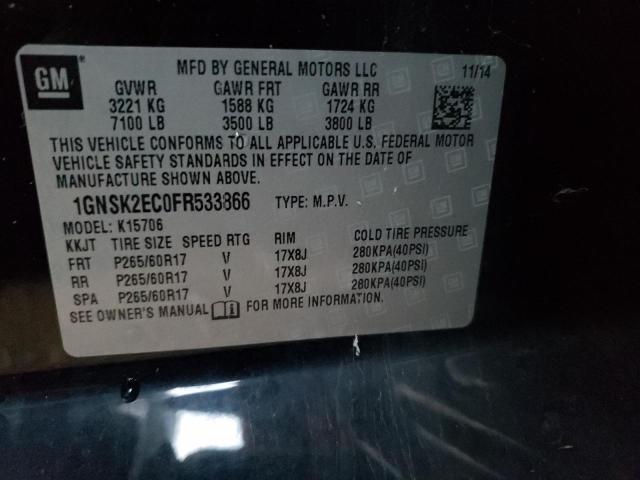 GM
MFD BY GENERAL MOTORS LLC 11/14
GVWR GAWR FRT GAWR RR
3221 KG 1588 KG 1724 KG
7100 LB 3500 LB 3800 LB
THIS VEHICLE CONFORMS TO ALL APPLICABLE U.S. FEDERAL MOTOR
VEHICLE SAFETY STANDARDS IN EFFECT ON THE DATE OF
MANUFACTURE SHOWN ABOVE.
1GNSK2EC0FR533866 TYPE: M.P.V.
MODEL: K15706
KKJT TIRE SIZE SPEED RTG RIM COLD TIRE PRESSURE
FRT P265/60R17 V 17X8J 280KPA(40PSI)
RR P265/60R17 V 17X8J 280KPA(40PSI)
SPA P265/60R17 V 17X8J 280KPA(40PSI)
SEE OWNER'S MANUAL FOR MORE INFORMATION.